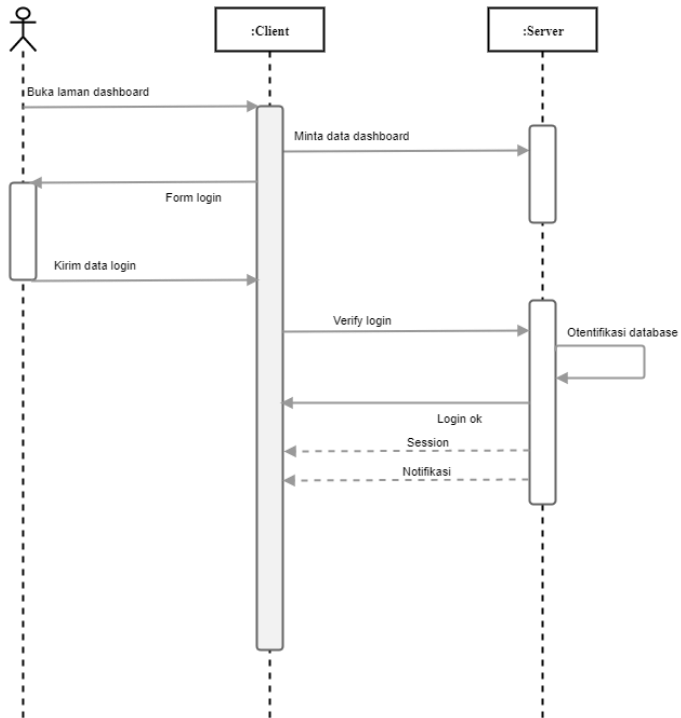 :Client
:Server
Buka laman dashboard
Minta data dashboard
Form login
Kirim data login
Verify login
Otentifikasi database
Login ok
Session
Notifikasi